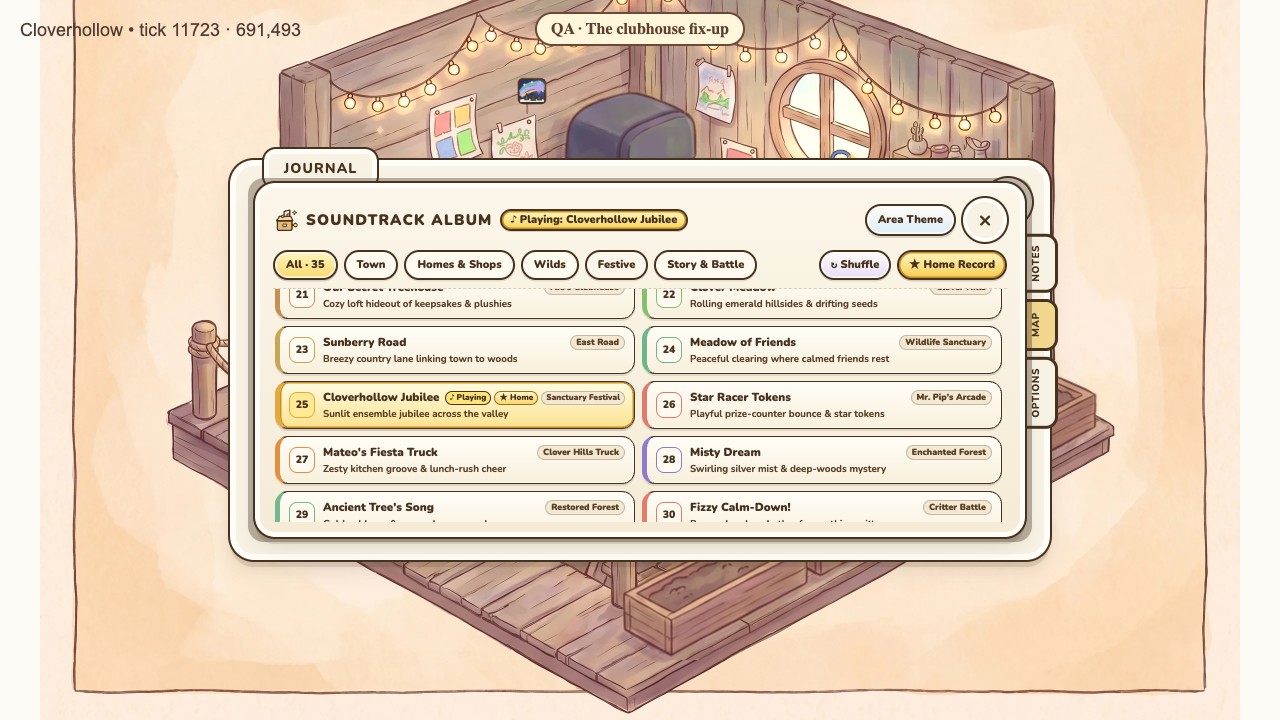 Cloverhollow • tick 11723 · 691,493
QA · The clubhouse fix-up
JOURNAL
SOUNDTRACK ALBUM
♪ Playing: Cloverhollow Jubilee
Area Theme
×
All · 35
Town
Homes & Shops
Wilds
Festive
Story & Battle
↻ Shuffle
★ Home Record
21
Our Secret Treehouse
Cozy loft hideout of keepsakes & plushies
22
Clover Meadow
Rolling emerald hillsides & drifting seeds
23
Sunberry Road
East Road
Breezy country lane linking town to woods
24
Meadow of Friends
Wildlife Sanctuary
Peaceful clearing where calmed friends rest
25
Cloverhollow Jubilee
♪ Playing
★ Home
Sanctuary Festival
Sunlit ensemble jubilee across the valley
26
Star Racer Tokens
Mr. Pip's Arcade
Playful prize-counter bounce & star tokens
27
Mateo's Fiesta Truck
Clover Hills Truck
Zesty kitchen groove & lunch-rush cheer
28
Misty Dream
Enchanted Forest
Swirling silver mist & deep-woods mystery
29
Ancient Tree's Song
Restored Forest
30
Fizzy Calm-Down!
Critter Battle
NOTES
MAP
OPTIONS